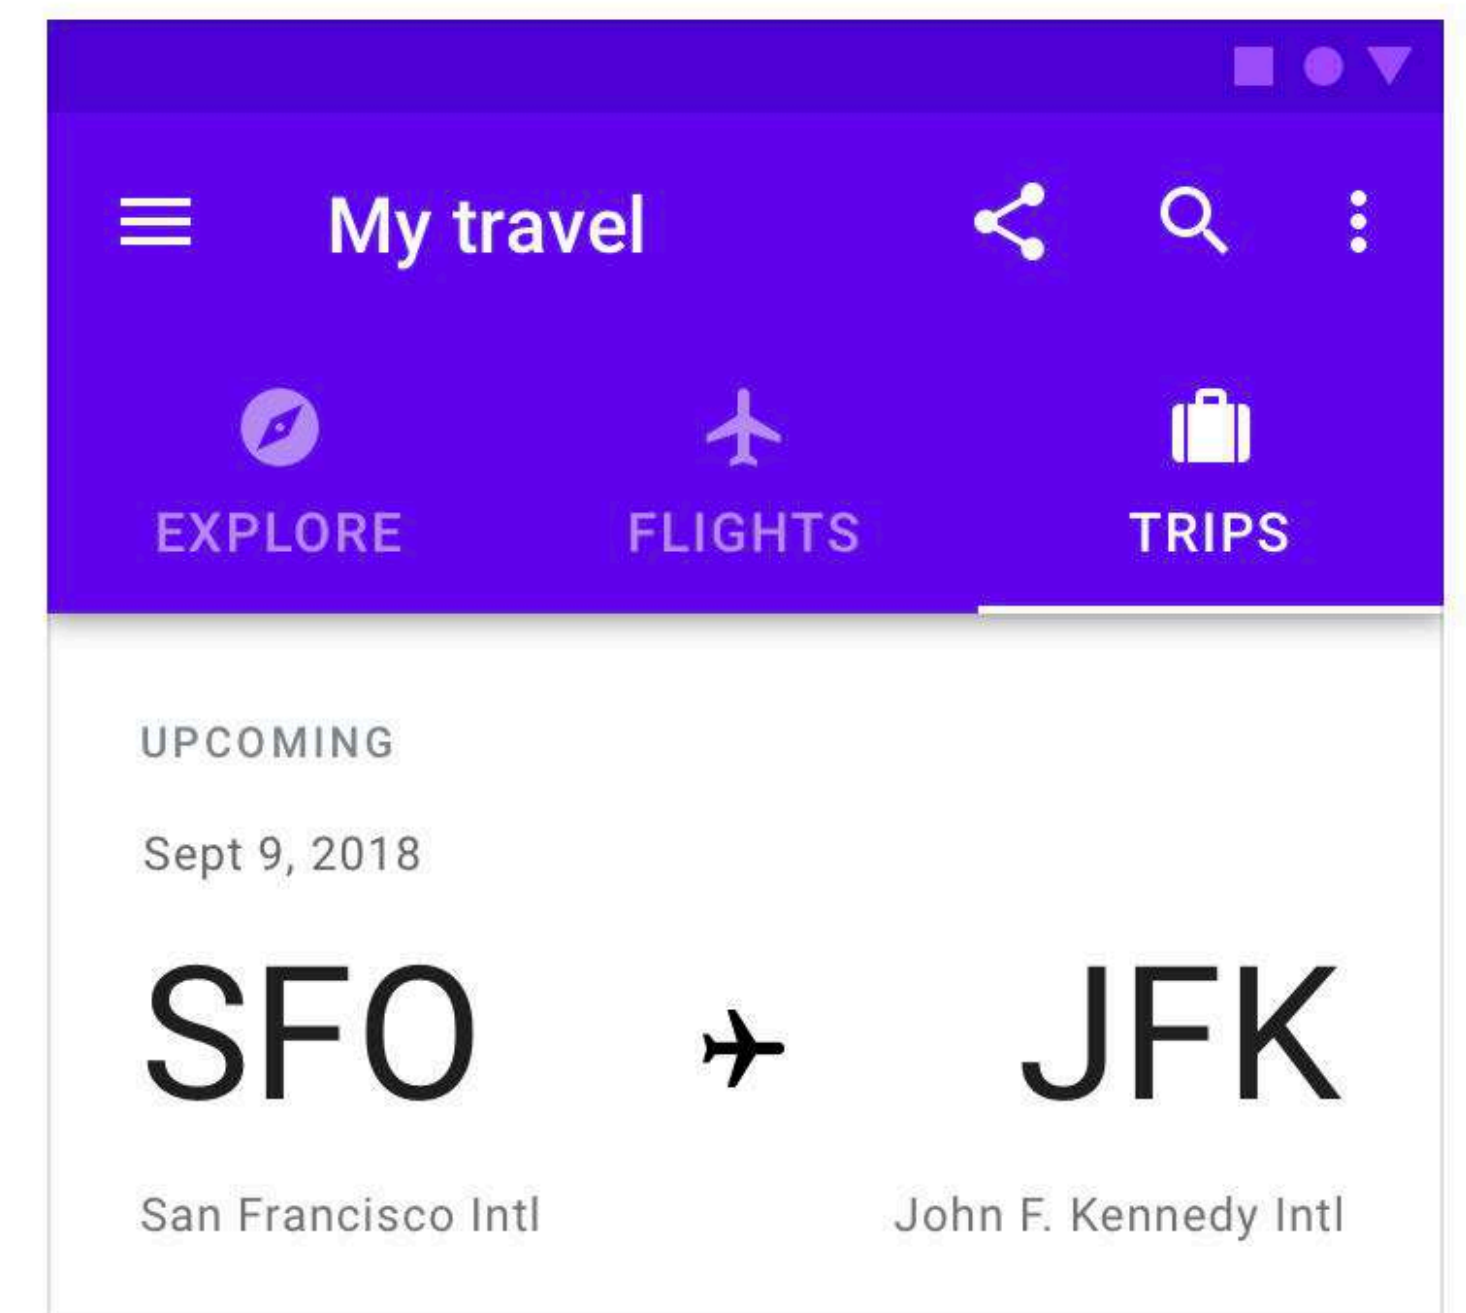 My travel
EXPLORE FLIGHTS TRIPS
UPCOMING
Sept 9, 2018
SFO JFK
San Francisco Intl John F. Kennedy Intl